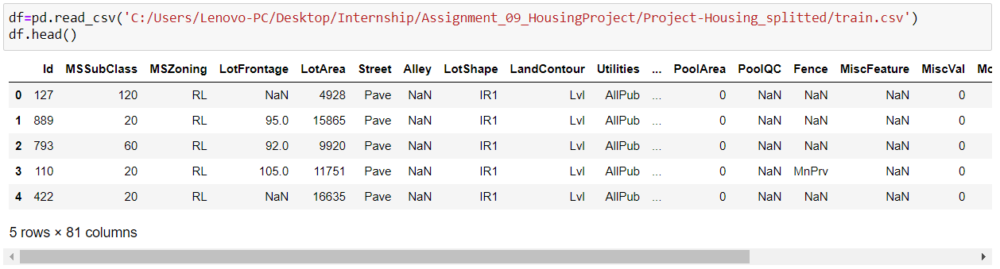 df=pd.read_csv('C:/Users/Lenovo-PC/Desktop/Internship/Assignment_09_HousingProject/Project-Housing_splitted/train.csv')
df.head()
Id MSSubClass MSZoning LotFrontage LotArea Street Alley LotShape LandContour Utilities ... PoolArea PoolQC Fence MiscFeature MiscVal Mo
0 127 120 RL NaN 4928 Pave NaN IR1 Lvl AllPub ... 0 NaN NaN NaN 0
1 889 20 RL 95.0 15865 Pave NaN IR1 Lvl AllPub ... 0 NaN NaN NaN 0
2 793 60 RL 92.0 9920 Pave NaN IR1 Lvl AllPub ... 0 NaN NaN NaN 0
3 110 20 RL 105.0 11751 Pave NaN IR1 Lvl AllPub ... 0 NaN MnPrv NaN 0
4 422 20 RL NaN 16635 Pave NaN IR1 Lvl AllPub ... 0 NaN NaN NaN 0
5 rows × 81 columns